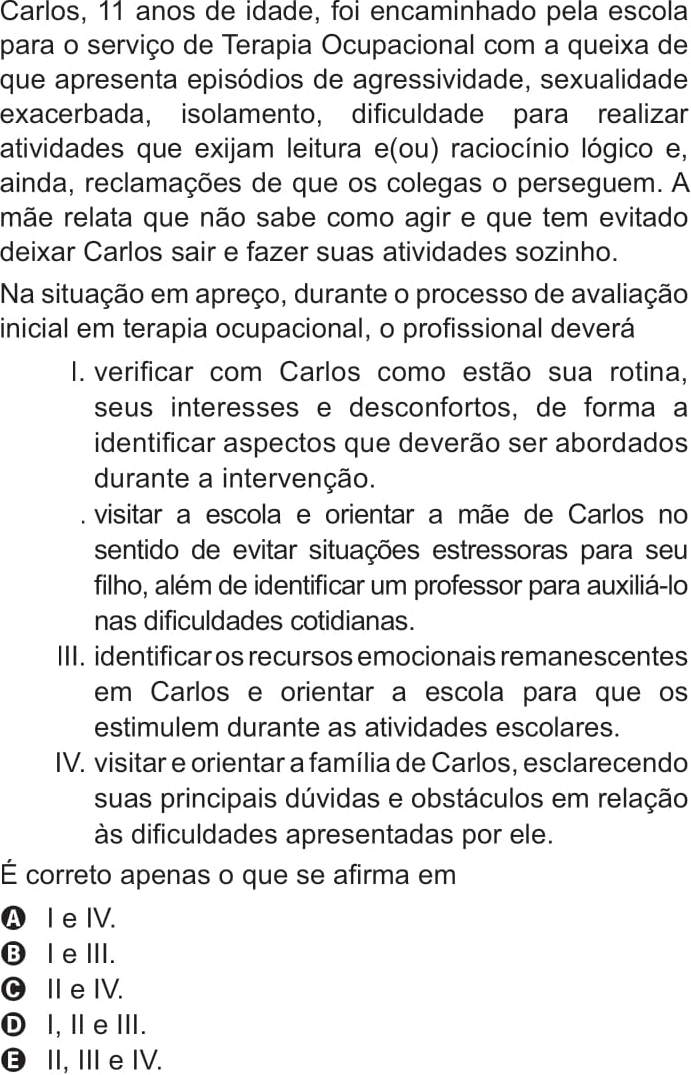 Carlos, 11 anos de idade, foi encaminhado pela escola
para o serviço de Terapia Ocupacional com a queixa de
que apresenta episódios de agressividade, sexualidade
exacerbada, isolamento, dificuldade para realizar
atividades que exijam leitura e(ou) raciocínio lógico e,
ainda, reclamações de que os colegas o perseguem. A
mãe relata que não sabe como agir e que tem evitado
deixar Carlos sair e fazer suas atividades sozinho.
Na situação em apreço, durante o processo de avaliação
inicial em terapia ocupacional, o profissional deverá
I. verificar com Carlos como estão sua rotina,
seus interesses e desconfortos, de forma a
identificar aspectos que deverão ser abordados
durante a intervenção.
. visitar a escola e orientar a mãe de Carlos no
sentido de evitar situações estressoras para seu
filho, além de identificar um professor para auxiliá-lo
nas dificuldades cotidianas.
III. identificar os recursos emocionais remanescentes
em Carlos e orientar a escola para que os
estimulem durante as atividades escolares.
IV. visitar e orientar a família de Carlos, esclarecendo
suas principais dúvidas e obstáculos em relação
às dificuldades apresentadas por ele.
É correto apenas o que se afirma em
A I e IV.
B I e III.
C II e IV.
D I, II e III.
E II, III e IV.